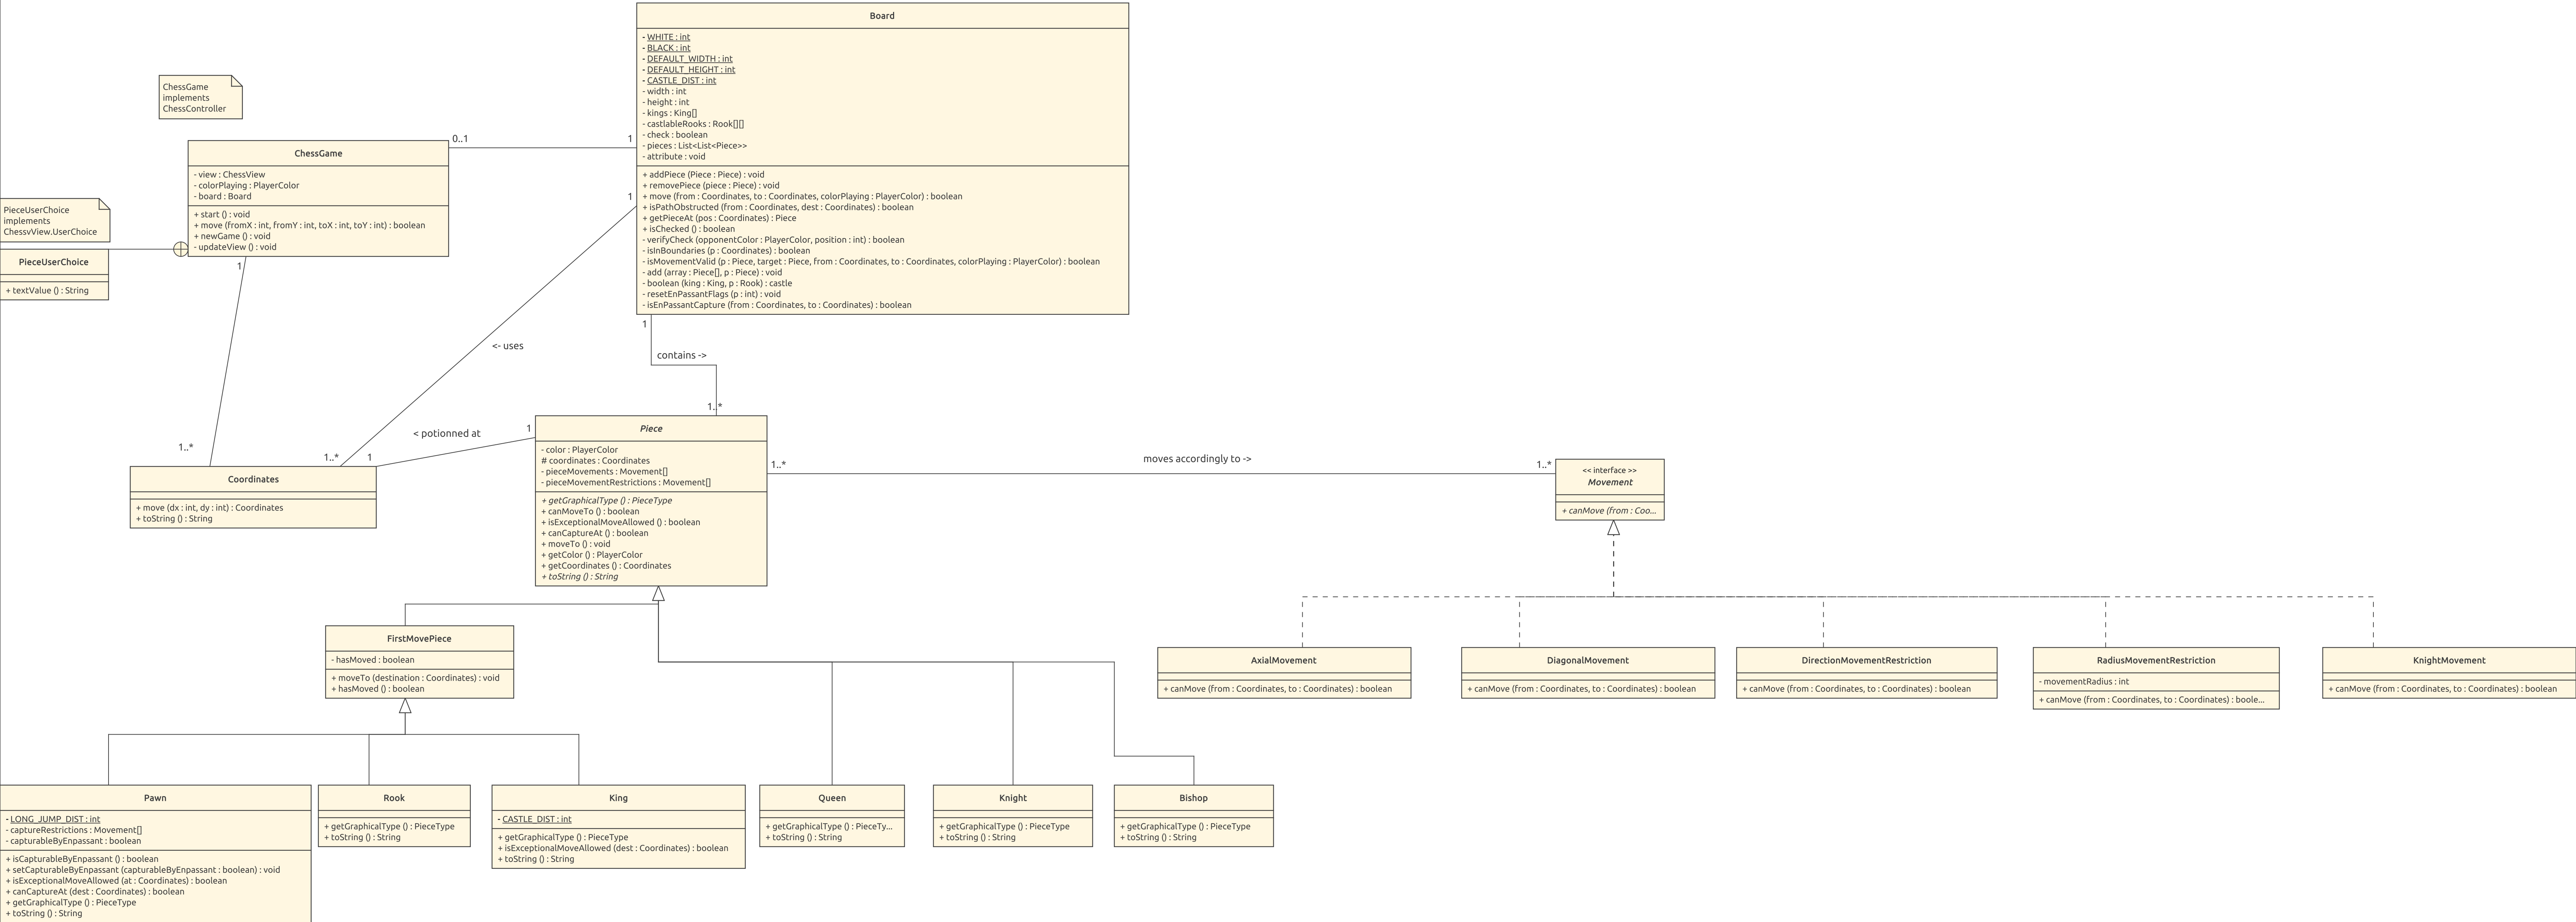 Board
- WHITE : int
- BLACK : int
- DEFAULT_WIDTH : int
- DEFAULT_HEIGHT : int
- CASTLE_DIST : int
- width : int
- height : int
- kings : King[]
- castlableRooks : Rook[][]
- check : boolean
- pieces : List<List<Piece>>
- attribute : void
+ addPiece (Piece : Piece) : void
+ removePiece (piece : Piece) : void
+ move (from : Coordinates, to : Coordinates, colorPlaying : PlayerColor) : boolean
+ isPathObstructed (from : Coordinates, dest : Coordinates) : boolean
+ getPieceAt (pos : Coordinates) : Piece
+ isChecked () : boolean
- verifyCheck (opponentColor : PlayerColor, position : int) : boolean
- isInBoundaries (p : Coordinates) : boolean
- isMovementValid (p : Piece, target : Piece, from : Coordinates, to : Coordinates, colorPlaying : PlayerColor) : boolean
- add (array : Piece[], p : Piece) : void
- boolean (king : King, p : Rook) : castle
- resetEnPassantFlags (p : int) : void
- isEnPassantCapture (from : Coordinates, to : Coordinates) : boolean
ChessGame
implements
ChessController
0..1
1
ChessGame
- view : ChessView
- colorPlaying : PlayerColor
- board : Board
+ start () : void
+ move (fromX : int, fromY : int, toX : int, toY : int) : boolean
+ newGame () : void
- updateView () : void
PieceUserChoice
implements
ChessvView.UserChoice
PieceUserChoice
+ textValue () : String
1
1
<- uses
1
contains ->
1..*
1..*
1..*
1
< potionned at
1
Coordinates
+ move (dx : int, dy : int) : Coordinates
+ toString () : String
Piece
- color : PlayerColor
# coordinates : Coordinates
- pieceMovements : Movement[]
- pieceMovementRestrictions : Movement[]
+ getGraphicalType () : PieceType
+ canMoveTo () : boolean
+ isExceptionalMoveAllowed () : boolean
+ canCaptureAt () : boolean
+ moveTo () : void
+ getColor () : PlayerColor
+ getCoordinates () : Coordinates
+ toString () : String
1..*
moves accordingly to ->
1..*
<< interface >>
Movement
+ canMove (from : Coo...
FirstMovePiece
- hasMoved : boolean
+ moveTo (destination : Coordinates) : void
+ hasMoved () : boolean
AxialMovement
+ canMove (from : Coordinates, to : Coordinates) : boolean
DiagonalMovement
+ canMove (from : Coordinates, to : Coordinates) : boolean
DirectionMovementRestriction
+ canMove (from : Coordinates, to : Coordinates) : boolean
RadiusMovementRestriction
- movementRadius : int
+ canMove (from : Coordinates, to : Coordinates) : boole...
KnightMovement
+ canMove (from : Coordinates, to : Coordinates) : boolean
Pawn
- LONG_JUMP_DIST : int
- captureRestrictions : Movement[]
- capturableByEnpassant : boolean
+ isCapturableByEnpassant () : boolean
+ setCapturableByEnpassant (capturableByEnpassant : boolean) : void
+ isExceptionalMoveAllowed (at : Coordinates) : boolean
+ canCaptureAt (dest : Coordinates) : boolean
+ getGraphicalType () : PieceType
+ toString () : String
Rook
+ getGraphicalType () : PieceType
+ toString () : String
King
- CASTLE_DIST : int
+ getGraphicalType () : PieceType
+ isExceptionalMoveAllowed (dest : Coordinates) : boolean
+ toString () : String
Queen
+ getGraphicalType () : PieceTy...
+ toString () : String
Knight
+ getGraphicalType () : PieceType
+ toString () : String
Bishop
+ getGraphicalType () : PieceType
+ toString () : String